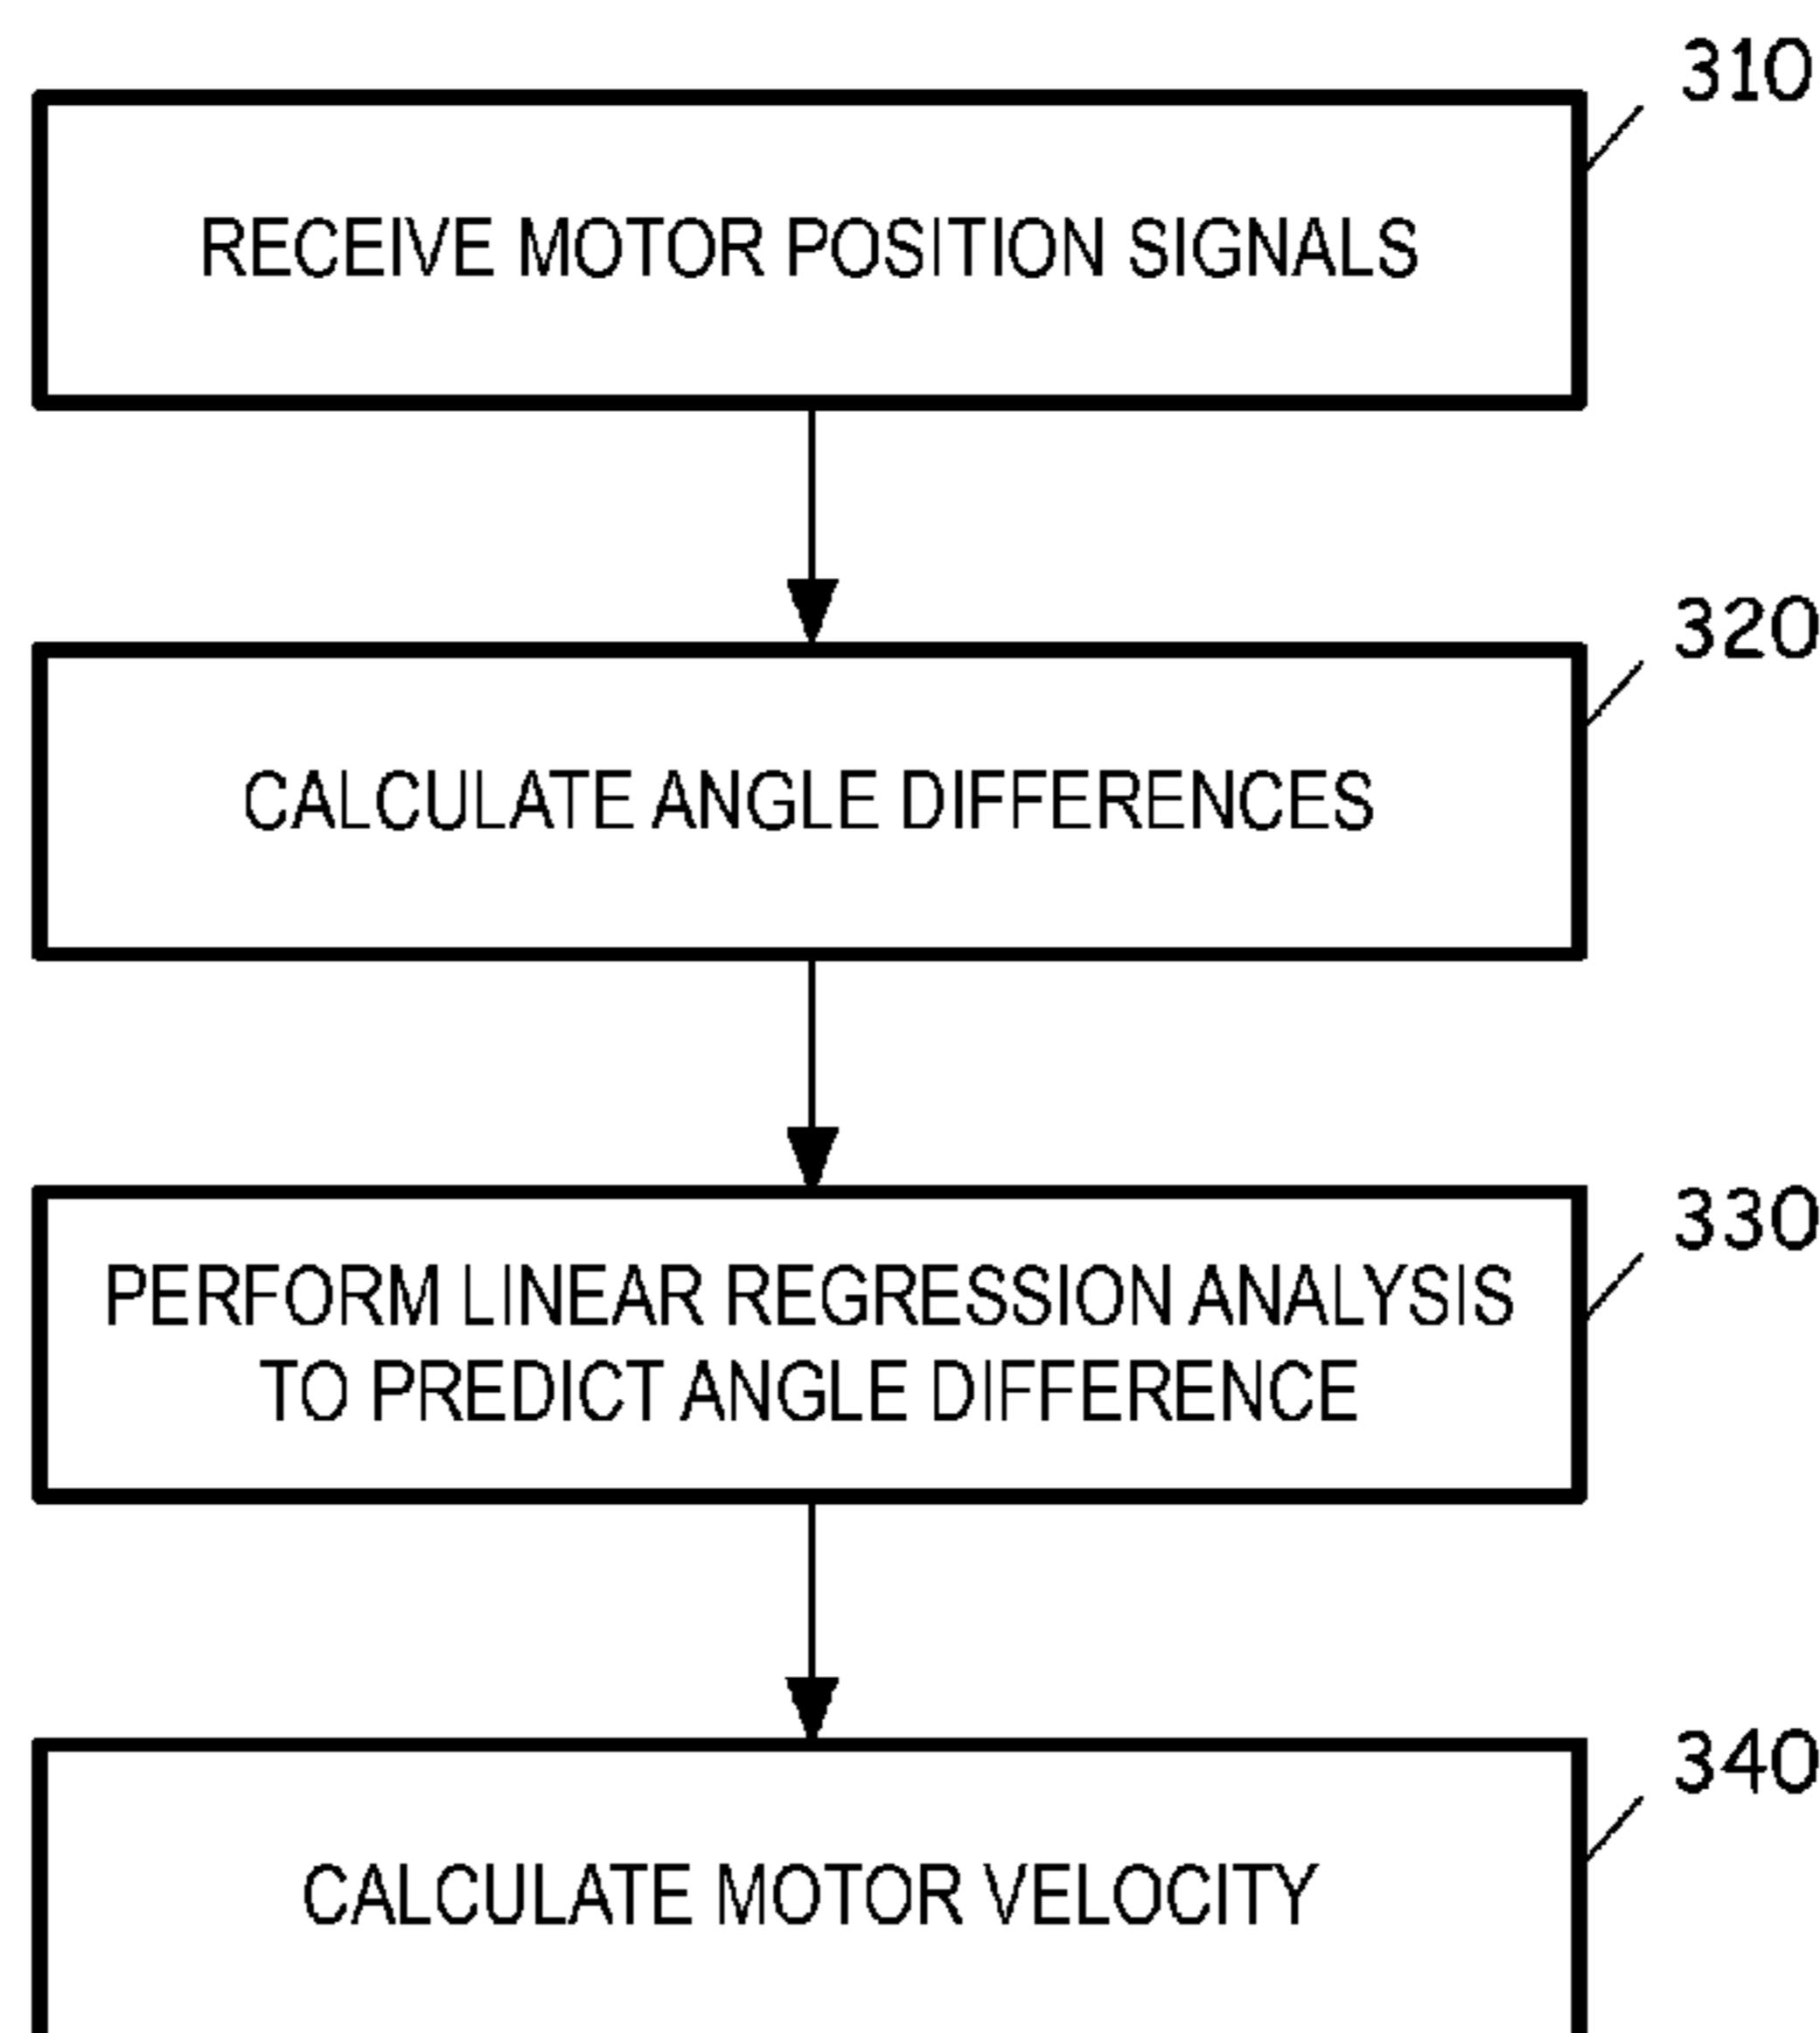 310
RECEIVE MOTOR POSITION SIGNALS
320
CALCULATE ANGLE DIFFERENCES
330
PERFORM LINEAR REGRESSION ANALYSIS
TO PREDICT ANGLE DIFFERENCE
340
CALCULATE MOTOR VELOCITY